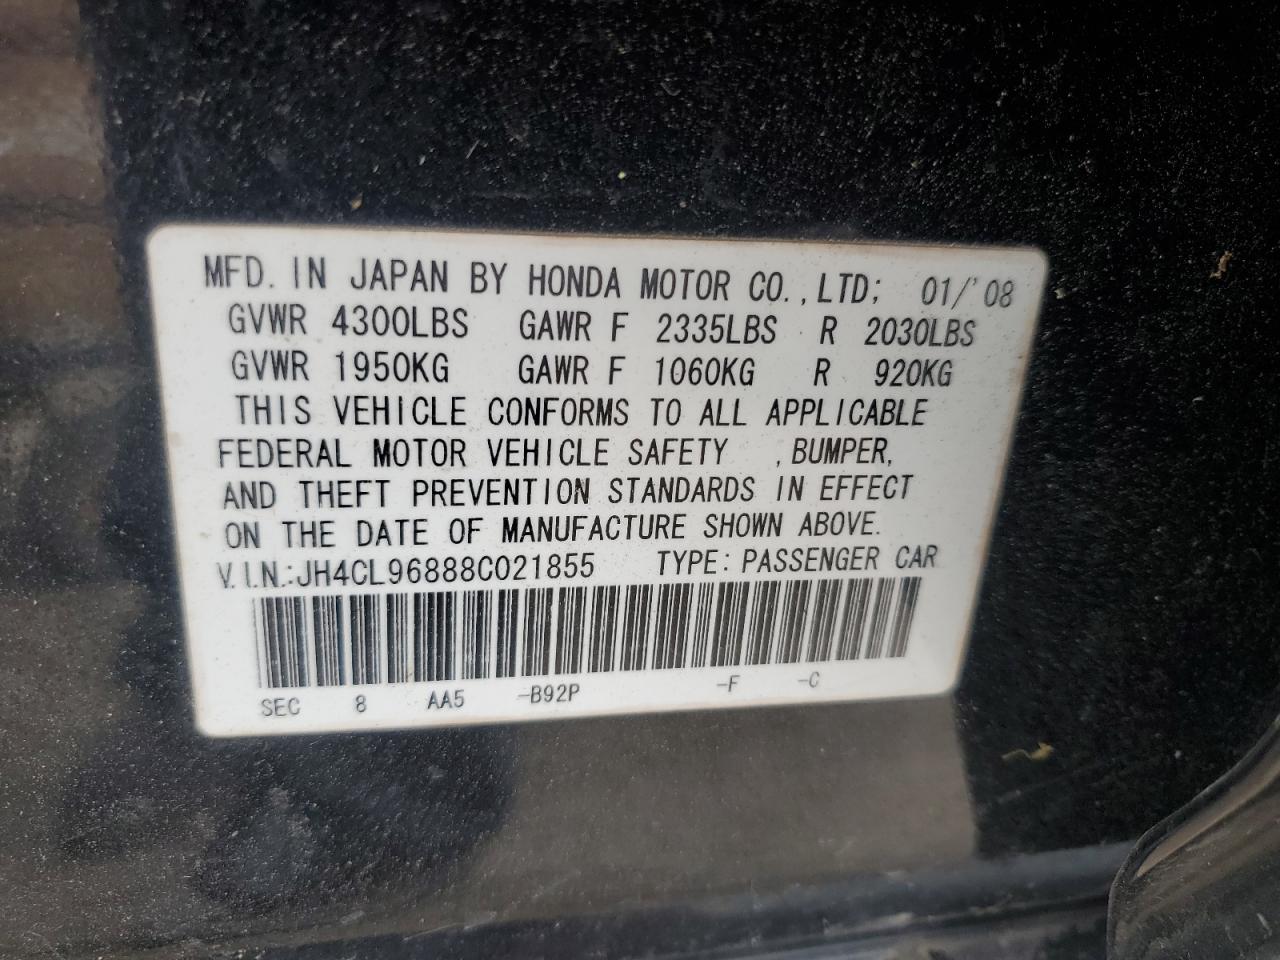 MFD. IN JAPAN BY HONDA MOTOR CO., LTD; 01/'08
GVWR 4300LBS GAWR F 2335LBS R 2030LBS
GVWR 1950KG GAWR F 1060KG R 920KG
THIS VEHICLE CONFORMS TO ALL APPLICABLE
FEDERAL MOTOR VEHICLE SAFETY , BUMPER,
AND THEFT PREVENTION STANDARDS IN EFFECT
ON THE DATE OF MANUFACTURE SHOWN ABOVE.
V.I.N.:JH4CL96888C021855 TYPE: PASSENGER CAR
SEC 8 AA5 -B92P -F -C